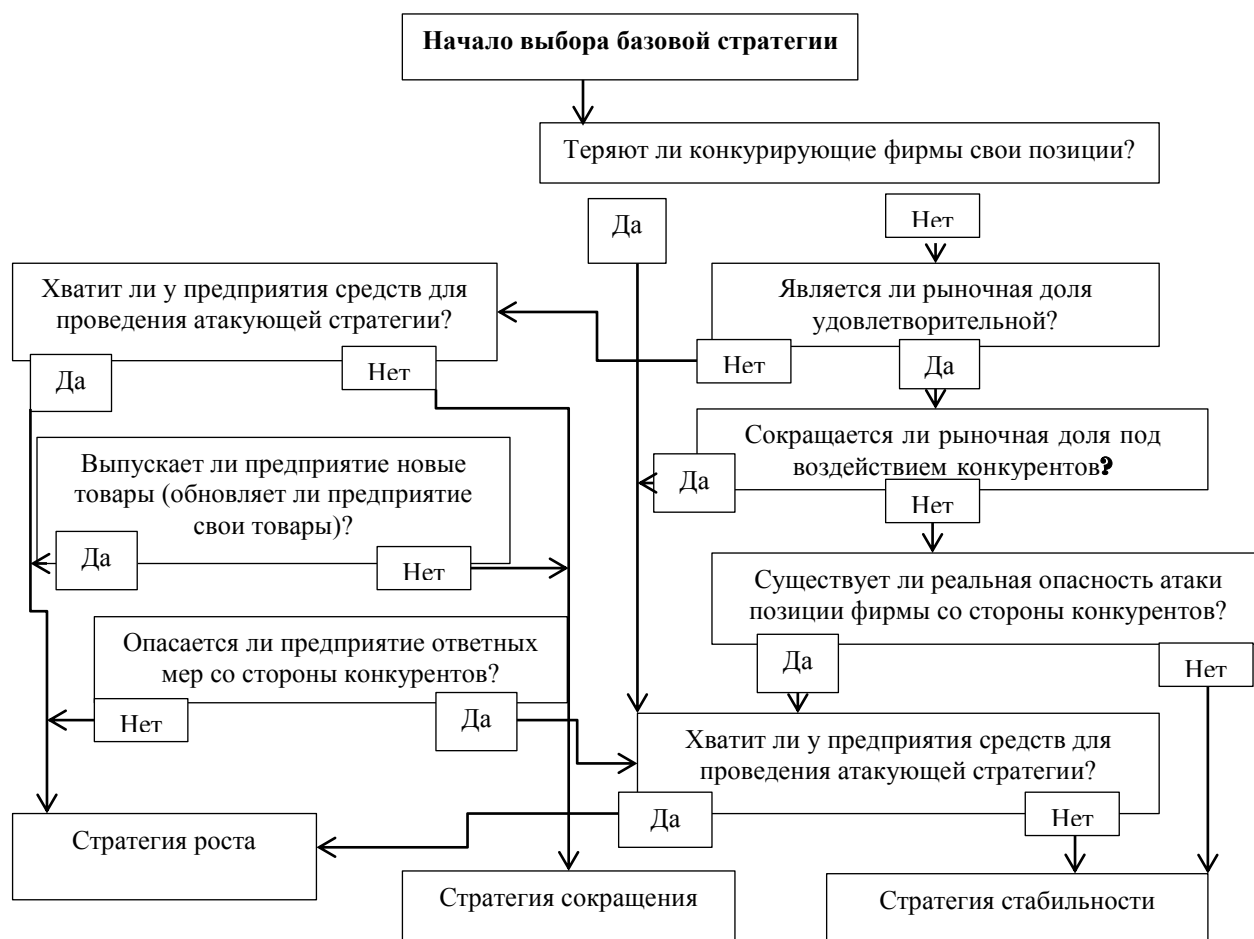 Начало выбора базовой стратегии
Теряют ли конкурирующие фирмы свои позиции?
Да
Нет
Хватит ли у предприятия средств для
проведения атакующей стратегии?
Да
Нет
Является ли рыночная доля
удовлетворительной?
Нет
Да
Выпускает ли предприятие новые
товары (обновляет ли предприятие
свои товары)?
Да
Нет
Сокращается ли рыночная доля под
воздействием конкурентов?
Да
Нет
Существует ли реальная опасность атаки
позиции фирмы со стороны конкурентов?
Да
Нет
Опасается ли предприятие ответных
мер со стороны конкурентов?
Нет
Да
Хватит ли у предприятия средств для
проведения атакующей стратегии?
Да
Нет
Стратегия роста
Стратегия сокращения
Стратегия стабильности